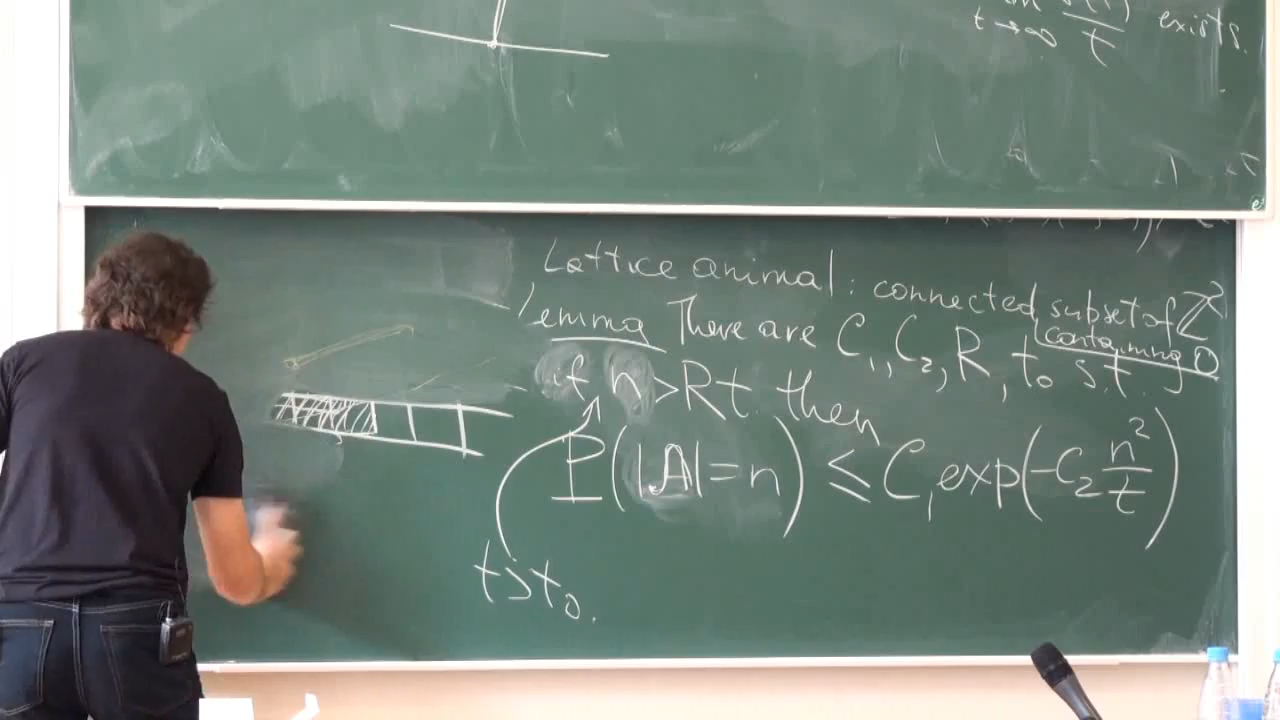 t→∞ t exists.
Lattice animal : connected subset of ℤ²
containing 0
Lemma There are C₁, C₂, R, t₀ s.t.
if n > Rt then
P(|A| = n) ≤ C₁ exp(-C₂ n²/t)
t > t₀.